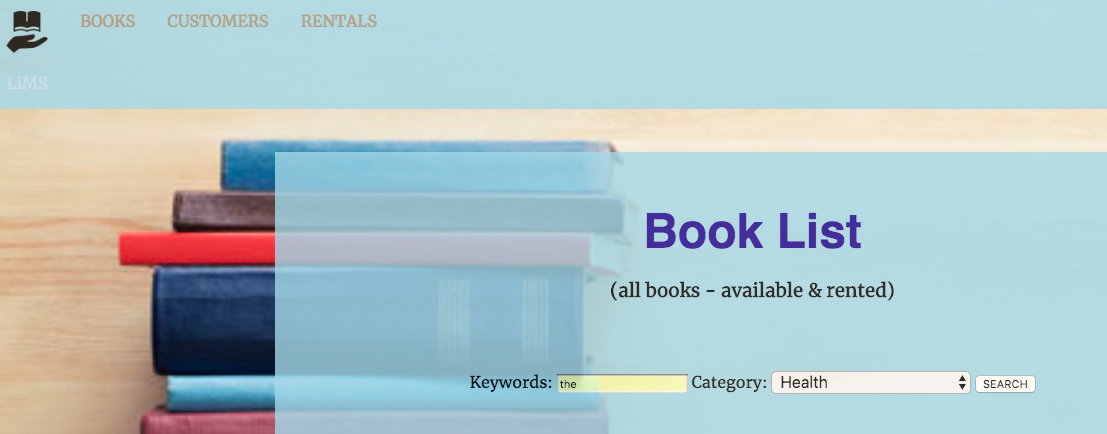 BOOKS CUSTOMERS RENTALS
LiMS
Book List
(all books - available & rented)
Keywords: the Category: Health SEARCH